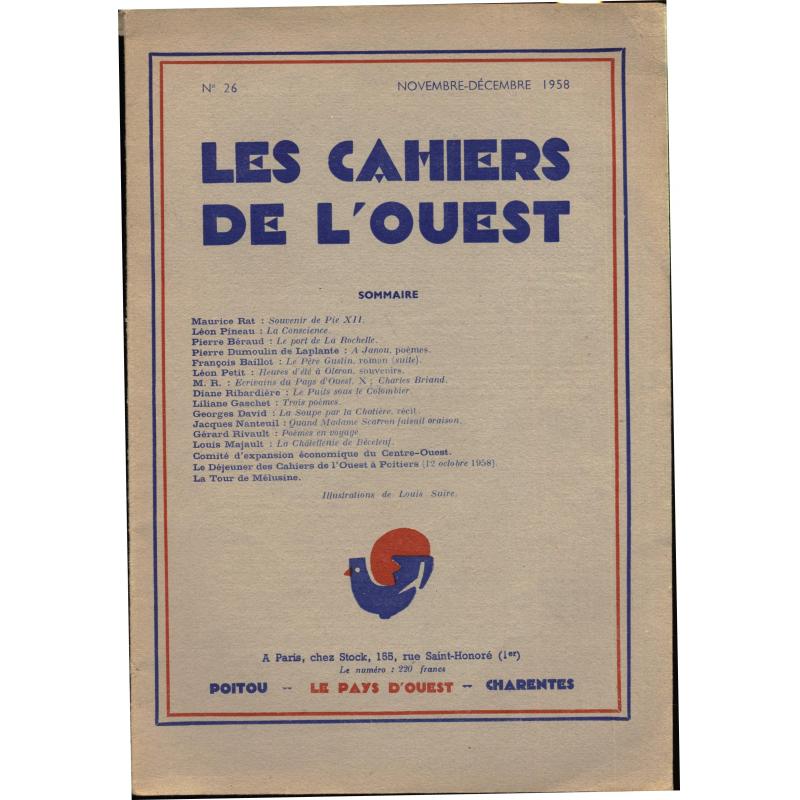 Nº 26
NOVEMBRE-DÉCEMBRE 1958
LES CAHIERS
DE L'OUEST
SOMMAIRE
Maurice Rat : Souvenir de Pie XII.
Léon Pineau : La Conscience.
Pierre Béraud : Le port de La Rochelle.
Pierre Dumoulin de Laplante : A Janou, poèmes.
François Baillot : Le Père Gustin, roman (suite).
Léon Petit : Heures d'été à Oleron, souvenirs.
M. R. : Ecrivains du Pays d'Ouest, X ; Charles Briand.
Diane Ribardière : Le Puits sous le Colombier.
Liliane Gaschet : Trois poèmes.
Georges David : La Soupe par la Chatière, récit.
Jacques Nanteuil : Quand Madame Scarron faisait oraison.
Gérard Rivault : Poèmes en voyage.
Louis Majault : La Châtellenie de Béceleuf.
Comité d'expansion économique du Centre-Ouest.
Le Déjeuner des Cahiers de l'Ouest à Poitiers (12 octobre 1958).
La Tour de Mélusine.
Illustrations de Louis Suire.
A Paris, chez Stock, 155, rue Saint-Honoré (1er)
Le numéro : 220 francs
POITOU -- LE PAYS D'OUEST -- CHARENTES